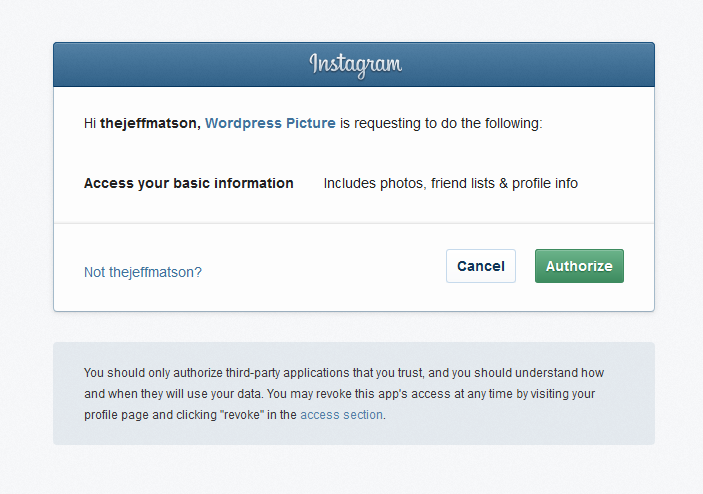 Instagram
Hi thejeffmatson, Wordpress Picture is requesting to do the following:
Access your basic information Includes photos, friend lists & profile info
Not thejeffmatson? Cancel Authorize
You should only authorize third-party applications that you trust, and you should understand how
and when they will use your data. You may revoke this app's access at any time by visiting your
profile page and clicking "revoke" in the access section.